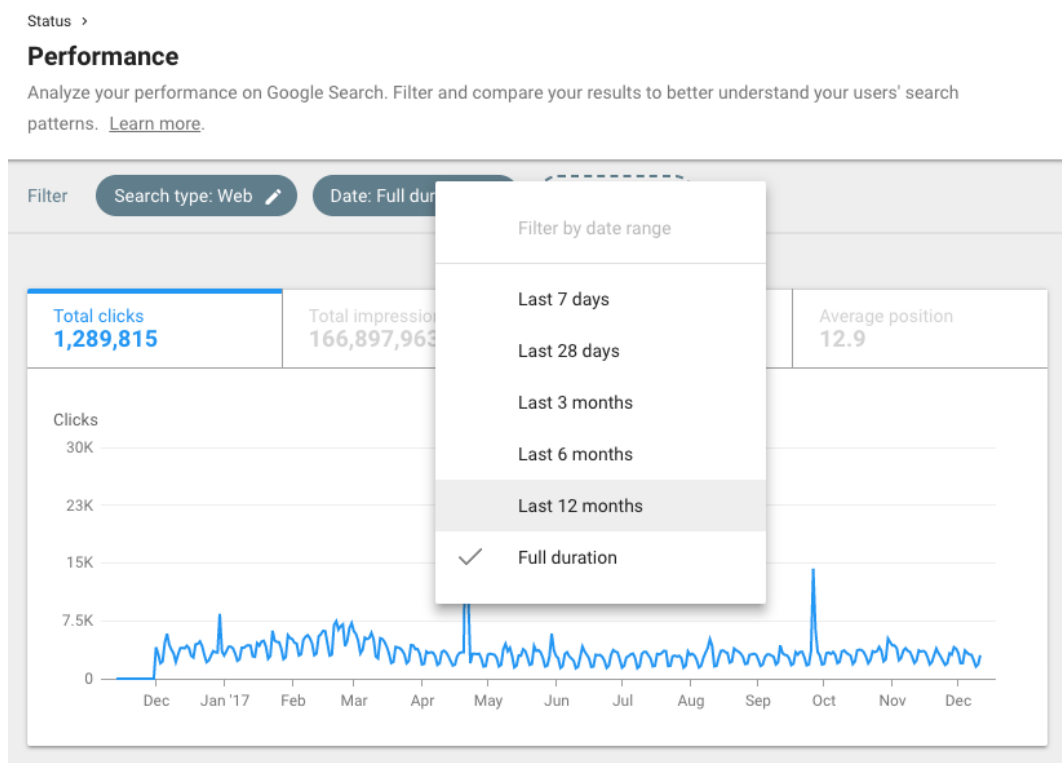 Status >
Performance
Analyze your performance on Google Search. Filter and compare your results to better understand your users' search
patterns. Learn more.
Filter
Search type: Web
Date: Full dur
Filter by date range
Last 7 days
Last 28 days
Last 3 months
Last 6 months
Last 12 months
Full duration
Total clicks
1,289,815
Total impressio
166,897,963
Average position
12.9
Clicks
30K
23K
15K
7.5K
0
Dec Jan '17 Feb Mar Apr May Jun Jul Aug Sep Oct Nov Dec